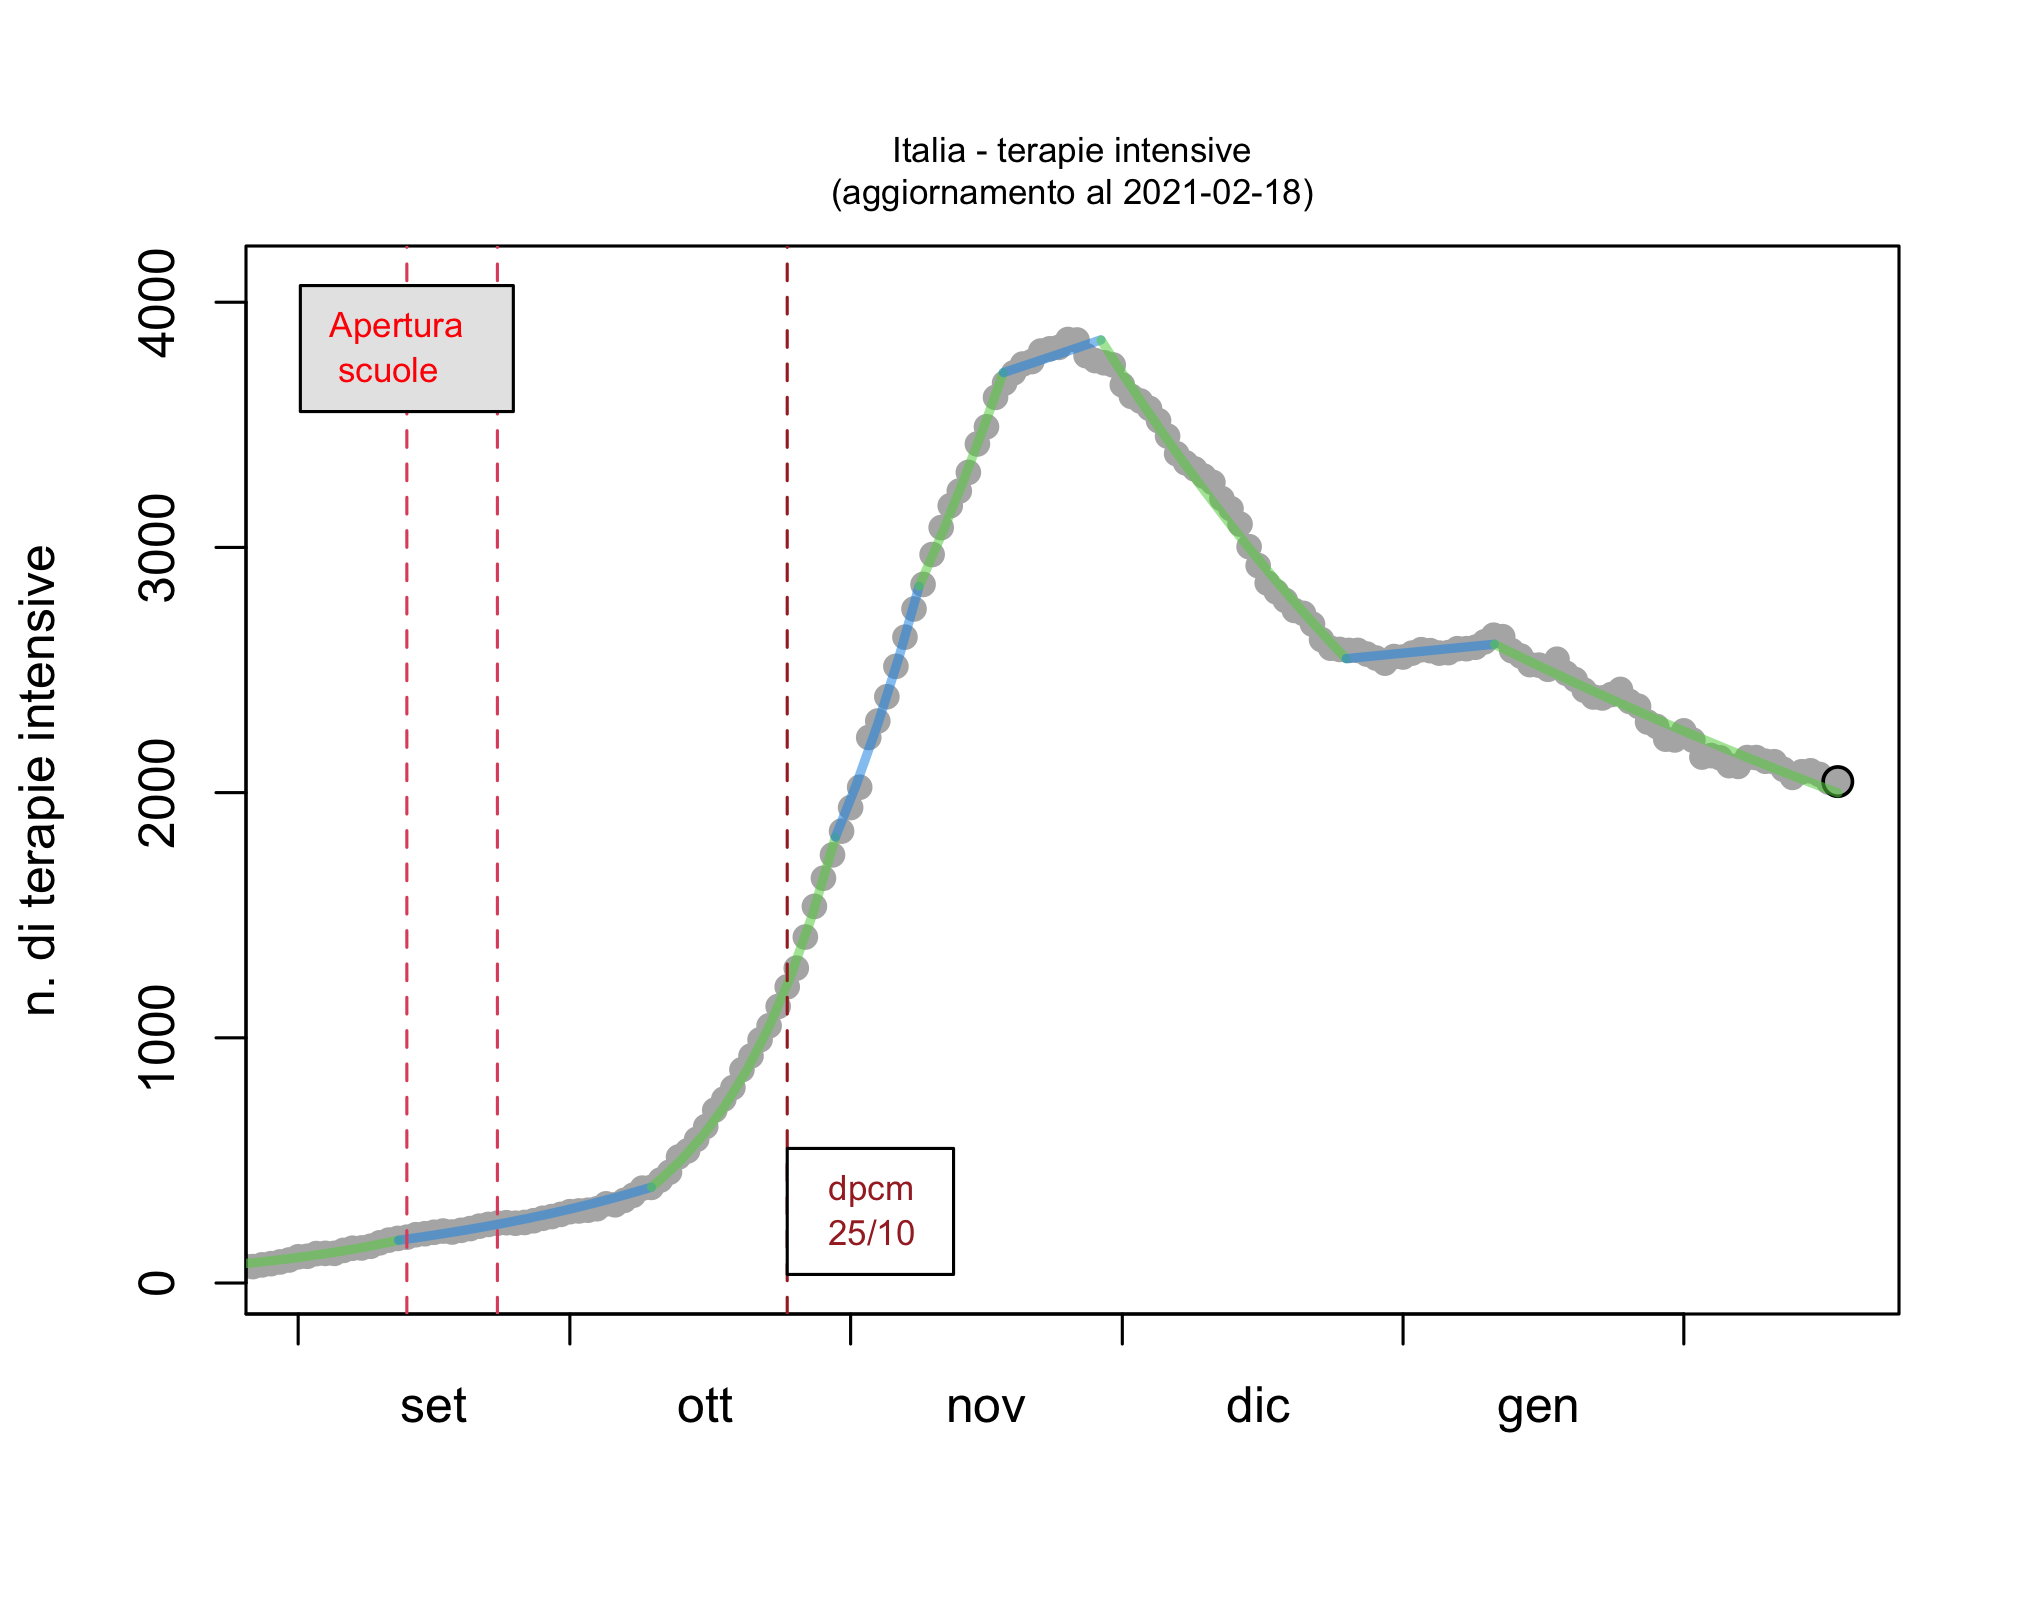 Italia - terapie intensive
(aggiornamento al 2021-02-18)
n. di terapie intensive
4000
3000
2000
1000
0
Apertura
scuole
dpcm
25/10
set
ott
nov
dic
gen